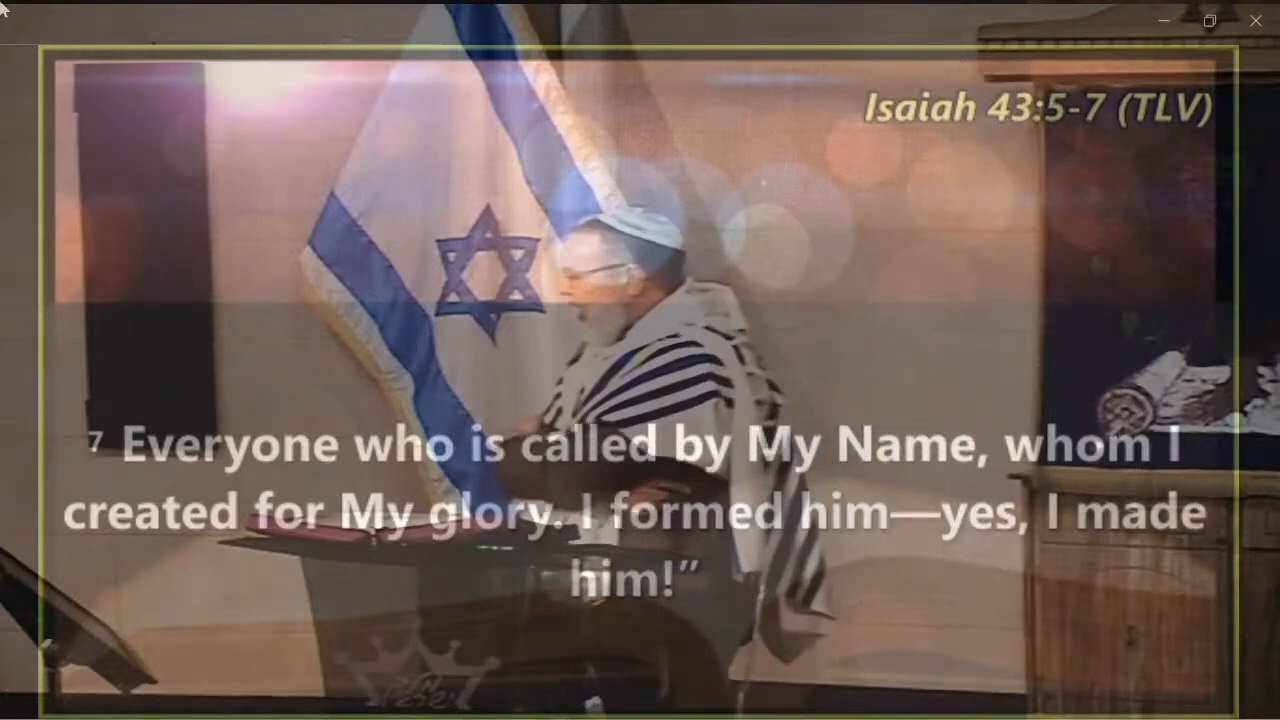 Isaiah 43:5-7 (TLV)
7 Everyone who is called by My Name, whom I
created for My glory. I formed him—yes, I made
him!”